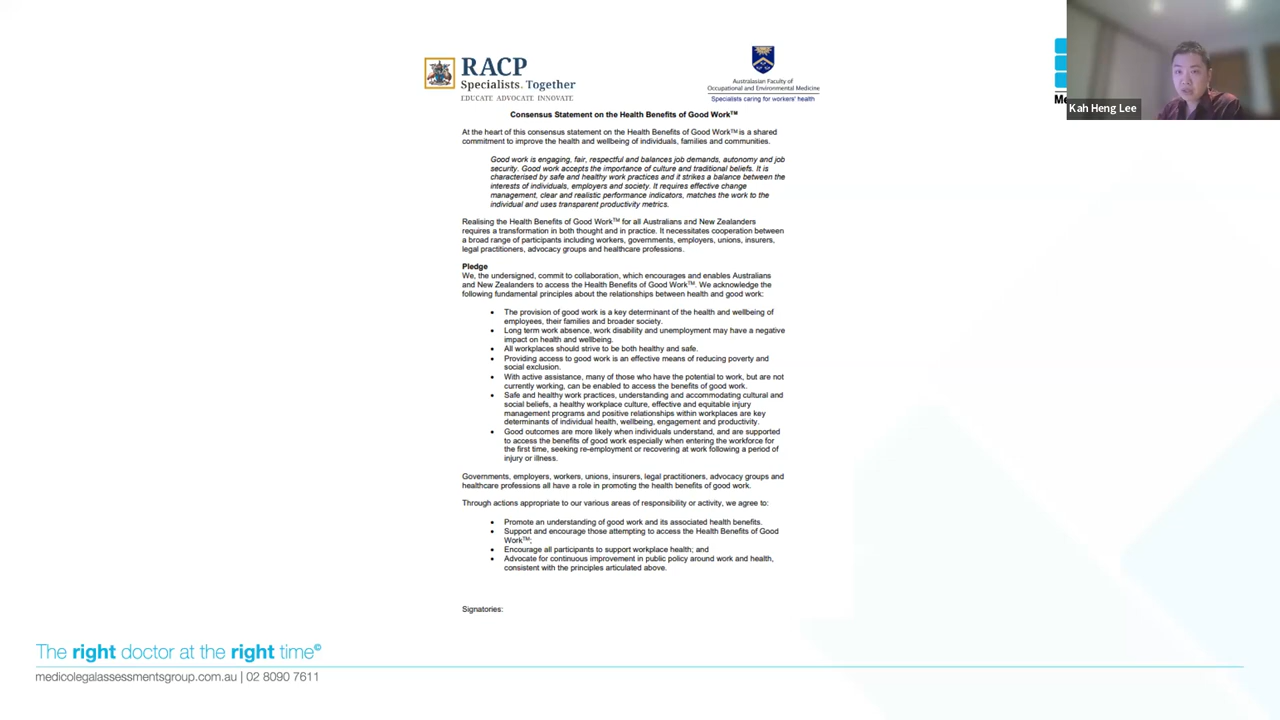 RACP
Specialists. Together
EDUCATE ADVOCATE INNOVATE
Australasian Faculty of
Occupational and Environmental Medicine
Specialists caring for workers' health
Kah Heng Lee
Consensus Statement on the Health Benefits of Good Work™
At the heart of this consensus statement on the Health Benefits of Good Work™ is a shared
commitment to improve the health and wellbeing of individuals, families and communities.
Good work is engaging, fair, respectful and balances job demands, autonomy and job
security. Good work accepts the importance of culture and traditional beliefs. It is
characterised by safe and healthy work practices and it strikes a balance between the
interests of individuals, employers and society. It requires effective change
management, clear and realistic performance indicators, matches the work to the
individual and uses transparent productivity metrics.
Realising the Health Benefits of Good Work™ for all Australians and New Zealanders
requires a transformation in both thought and in practice. It necessitates cooperation between
a broad range of participants including workers, governments, employers, unions, insurers,
legal practitioners, advocacy groups and healthcare professions.
Pledge
We, the undersigned, commit to collaboration, which encourages and enables Australians
and New Zealanders to access the Health Benefits of Good Work™. We acknowledge the
following fundamental principles about the relationships between health and good work:
• The provision of good work is a key determinant of the health and wellbeing of
employees, their families and broader society.
• Long term work absence, work disability and unemployment may have a negative
impact on health and wellbeing.
• All workplaces should strive to be both healthy and safe.
• Providing access to good work is an effective means of reducing poverty and
social exclusion.
• With active assistance, many of those who have the potential to work, but are not
currently working, can be enabled to access the benefits of good work.
• Safe and healthy work practices, understanding and accommodating cultural and
social beliefs, a healthy workplace culture, effective and equitable injury
management programs and positive relationships within workplaces are key
determinants of individual health, wellbeing, engagement and productivity.
• Good outcomes are more likely when individuals understand, and are supported
to access the benefits of good work especially when entering the workforce for
the first time, seeking re-employment or recovering at work following a period of
injury or illness.
Governments, employers, workers, unions, insurers, legal practitioners, advocacy groups and
healthcare professions all have a role in promoting the health benefits of good work.
Through actions appropriate to our various areas of responsibility or activity, we agree to:
• Promote an understanding of good work and its associated health benefits.
• Support and encourage those attempting to access the Health Benefits of Good
Work™;
• Encourage all participants to support workplace health; and
• Advocate for continuous improvement in public policy around work and health,
consistent with the principles articulated above.
Signatories:
The right doctor at the right time©
medicolegalassessmentsgroup.com.au | 02 8090 7611